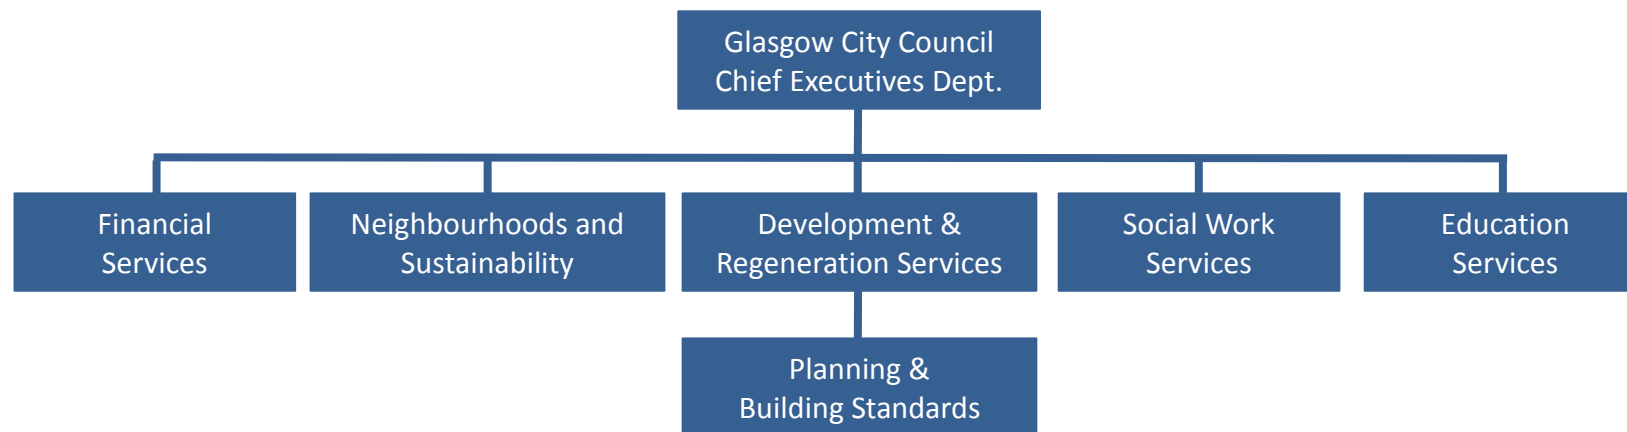 Glasgow City Council
Chief Executives Dept.
Financial
Services
Neighbourhoods and
Sustainability
Development &
Regeneration Services
Social Work
Services
Education
Services
Planning &
Building Standards